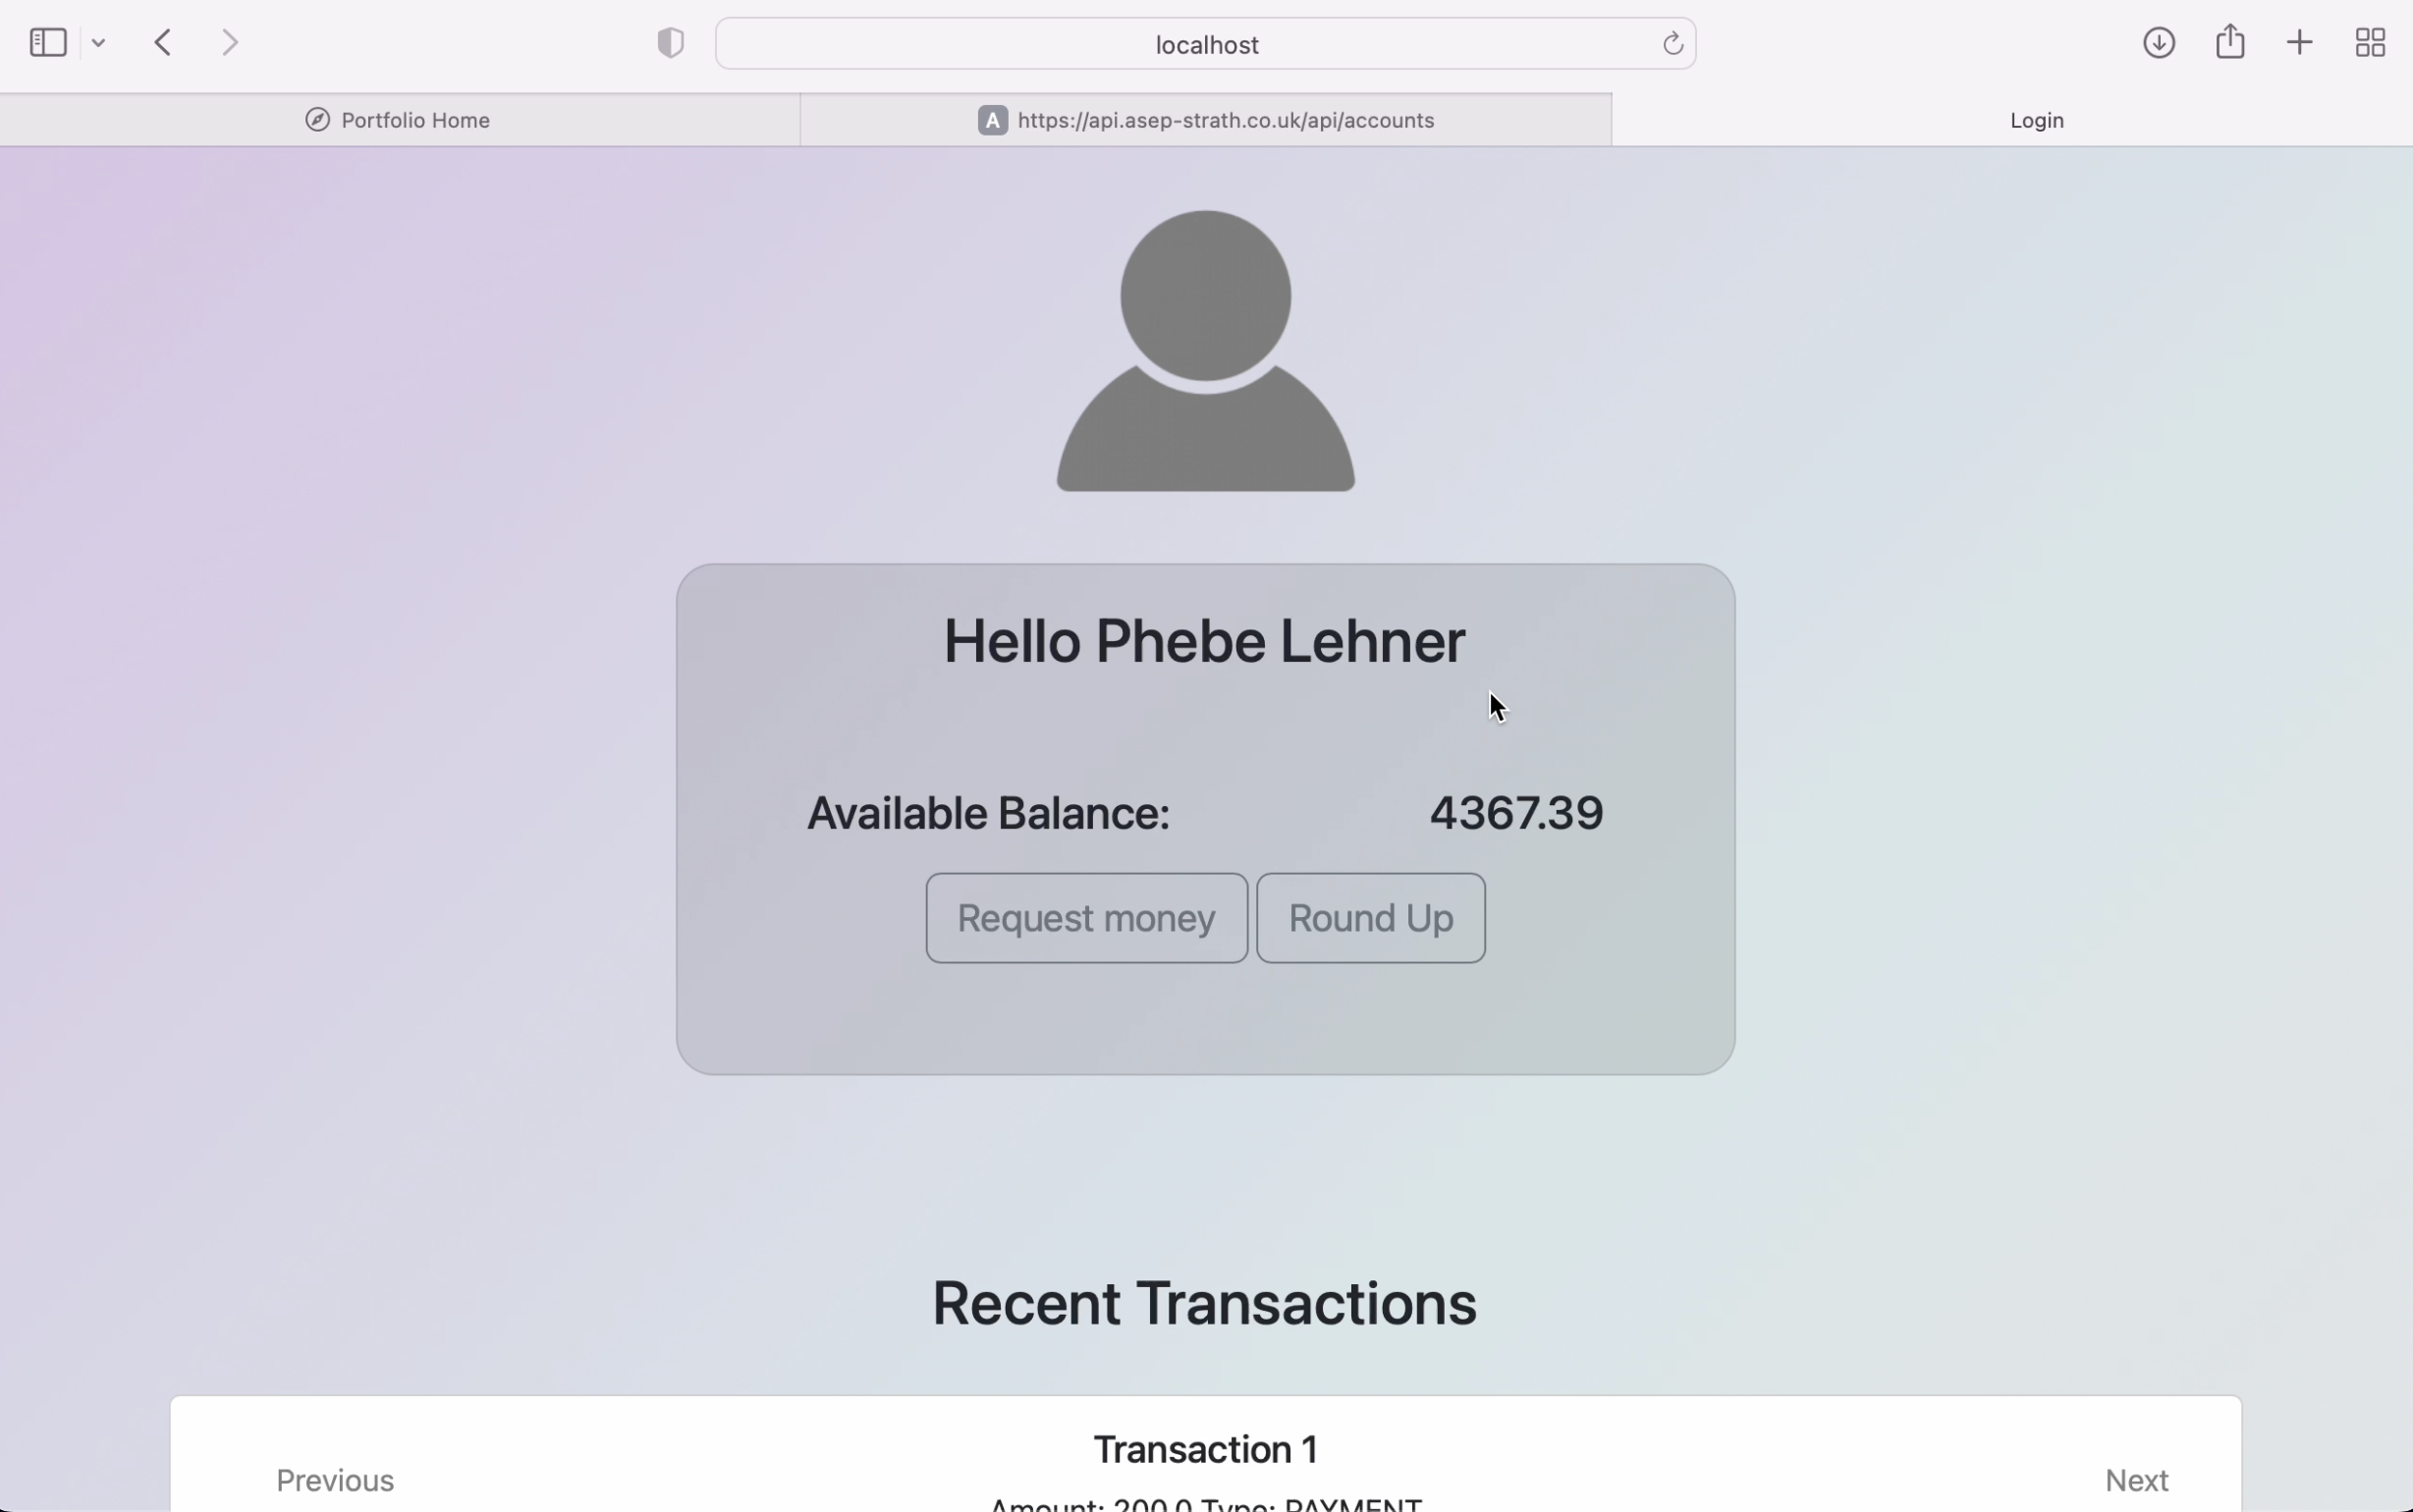 localhost
Portfolio Home
A https://api.asep-strath.co.uk/api/accounts
Login
Hello Phebe Lehner
Available Balance: 4367.39
Request money Round Up
Recent Transactions
Transaction 1
Previous Next
Amount: 200.0 Type: PAYMENT